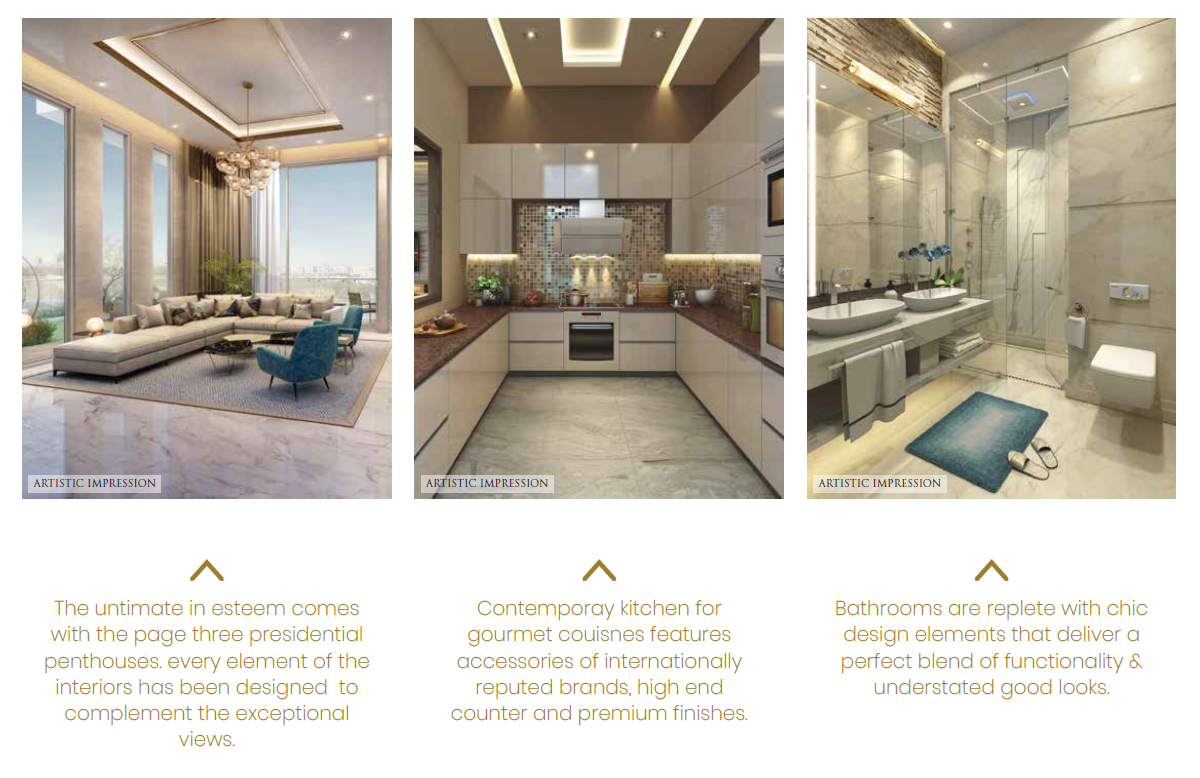 ARTISTIC IMPRESSION
ARTISTIC IMPRESSION
ARTISTIC IMPRESSION
The untimate in esteem comes
with the page three presidential
penthouses. every element of the
interiors has been designed  to
complement the exceptional
views.
Contemporay kitchen for
gourmet couisnes features
accessories of internationally
reputed brands, high end
counter and premium finishes.
Bathrooms are replete with chic
design elements that deliver a
perfect blend of functionality &
understated good looks.